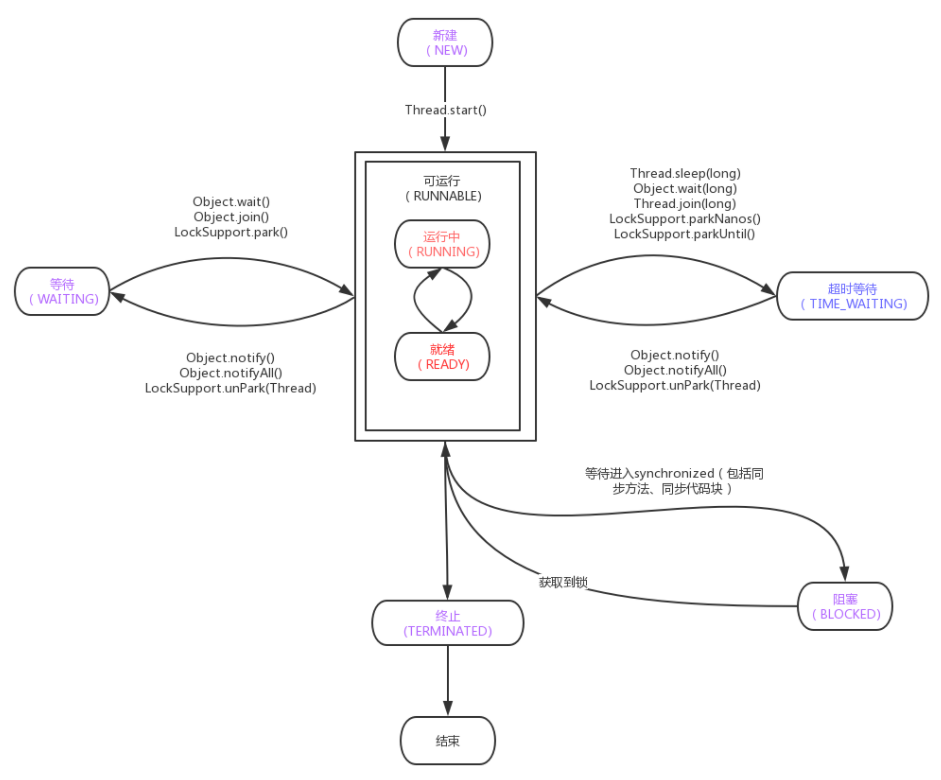 新建
( NEW)
Thread.start()
可运行
( RUNNABLE)
运行中
( RUNNING)
就绪
( READY)
Object.wait()
Object.join()
LockSupport.park()
等待
( WAITING)
Object.notify()
Object.notifyAll()
LockSupport.unPark(Thread)
Thread.sleep(long)
Object.wait(long)
Thread.join(long)
LockSupport.parkNanos()
LockSupport.parkUntil()
超时等待
( TIME_WAITING)
Object.notify()
Object.notifyAll()
LockSupport.unPark(Thread)
等待进入synchronized（包括同
步方法、同步代码块）
获取到锁
阻塞
( BLOCKED)
终止
(TERMINATED)
结束